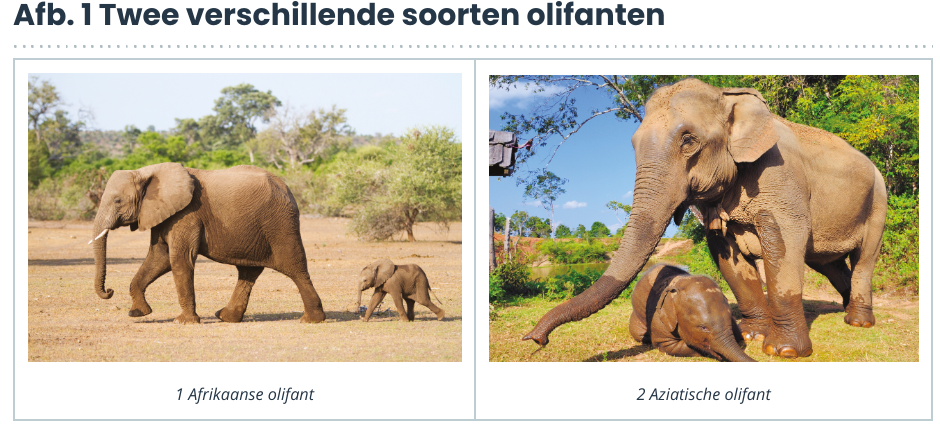 Afb. 1 Twee verschillende soorten olifanten
1 Afrikaanse olifant
2 Aziatische olifant